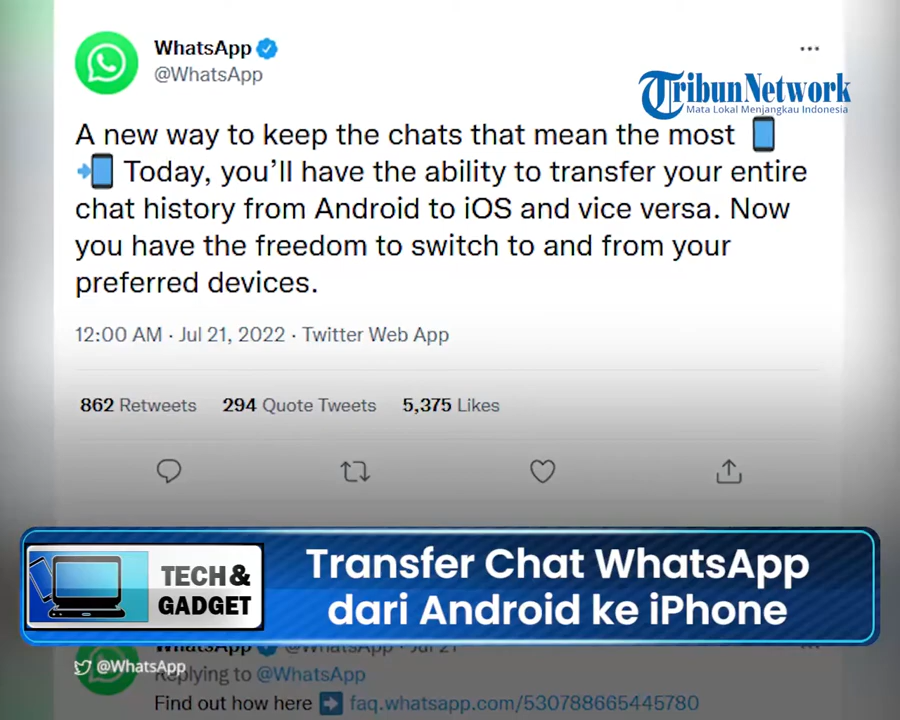 WhatsApp
@WhatsApp
TribunNetwork
Mata Lokal Menjangkau Indonesia
A new way to keep the chats that mean the most
Today, you’ll have the ability to transfer your entire
chat history from Android to iOS and vice versa. Now
you have the freedom to switch to and from your
preferred devices.
12:00 AM · Jul 21, 2022 · Twitter Web App
862 Retweets 294 Quote Tweets 5,375 Likes
TECH&
GADGET
Transfer Chat WhatsApp
dari Android ke iPhone
WhatsApp @WhatsApp · Jul 21
@WhatsApp
Replying to @WhatsApp
Find out how here faq.whatsapp.com/530788665445780